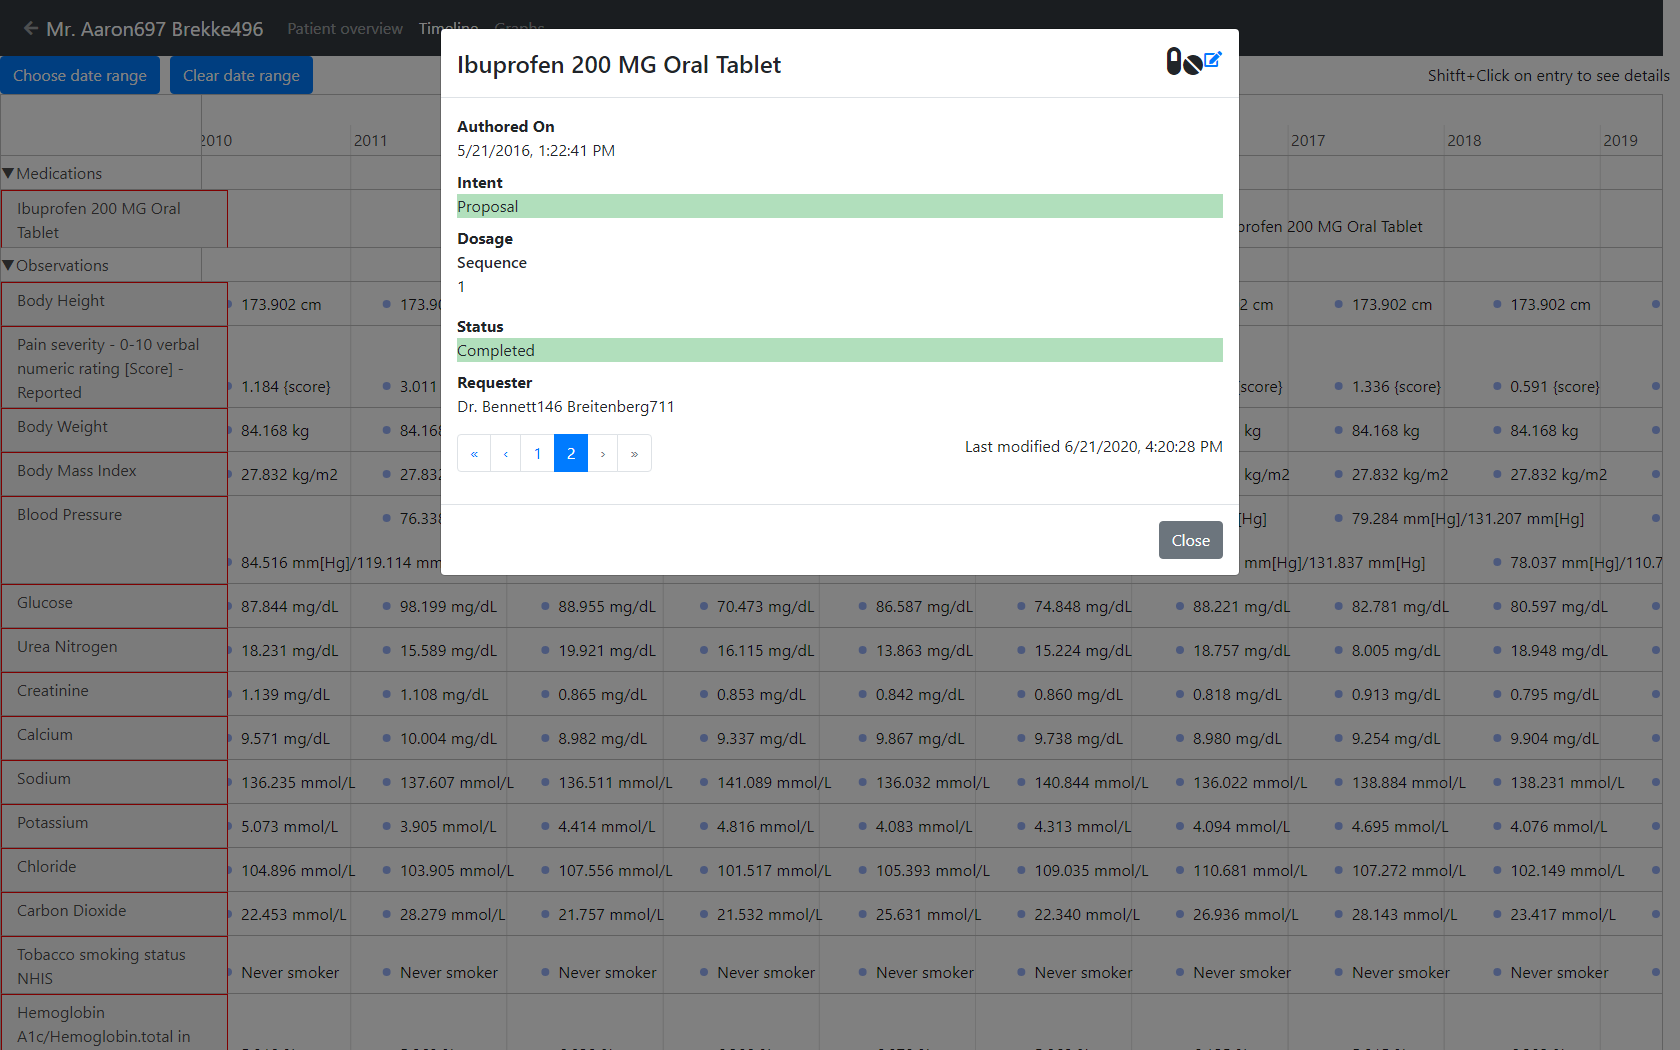 Mr. Aaron697 Brekke496 Patient overview Timeline Graphs
Choose date range Clear date range Shitft+Click on entry to see details
2010 2011 2017 2018 2019
▼Medications
Ibuprofen 200 MG Oral
Tablet
200 MG Oral Tablet
▼Observations
Body Height 173.902 cm cm 173.902 cm 173.902 cm
Pain severity - 0-10 verbal
numeric rating [Score] -
Reported 1.184 {score} 3.011 1.336 {score} 0.591 {score}
Body Weight 84.168 kg kg 84.168 kg 84.168 kg
Body Mass Index 27.832 kg/m2 kg/m2 27.832 kg/m2 27.832 kg/m2
Blood Pressure 79.284 mm[Hg]/131.207 mm[Hg]
84.516 mm[Hg]/119.114 mm[Hg]/131.837 mm[Hg] 78.037 mm[Hg]/110.7
Glucose 87.844 mg/dL 98.199 mg/dL 88.955 mg/dL 70.473 mg/dL 86.587 mg/dL 74.848 mg/dL 88.221 mg/dL 82.781 mg/dL 80.597 mg/dL
Urea Nitrogen 18.231 mg/dL 15.589 mg/dL 19.921 mg/dL 16.115 mg/dL 13.863 mg/dL 15.224 mg/dL 18.757 mg/dL 8.005 mg/dL 18.948 mg/dL
Creatinine 1.139 mg/dL 1.108 mg/dL 0.865 mg/dL 0.853 mg/dL 0.842 mg/dL 0.860 mg/dL 0.818 mg/dL 0.913 mg/dL 0.795 mg/dL
Calcium 9.571 mg/dL 10.004 mg/dL 8.982 mg/dL 9.337 mg/dL 9.867 mg/dL 9.738 mg/dL 8.980 mg/dL 9.254 mg/dL 9.904 mg/dL
Sodium 136.235 mmol/L 137.607 mmol/L 136.511 mmol/L 141.089 mmol/L 136.032 mmol/L 140.844 mmol/L 136.022 mmol/L 138.884 mmol/L 138.231 mmol/L
Potassium 5.073 mmol/L 3.905 mmol/L 4.414 mmol/L 4.816 mmol/L 4.083 mmol/L 4.313 mmol/L 4.094 mmol/L 4.695 mmol/L 4.076 mmol/L
Chloride 104.896 mmol/L 103.905 mmol/L 107.556 mmol/L 101.517 mmol/L 105.393 mmol/L 109.035 mmol/L 110.681 mmol/L 107.272 mmol/L 102.149 mmol/L
Carbon Dioxide 22.453 mmol/L 28.279 mmol/L 21.757 mmol/L 21.532 mmol/L 25.631 mmol/L 22.340 mmol/L 26.936 mmol/L 28.143 mmol/L 23.417 mmol/L
Tobacco smoking status
NHIS Never smoker Never smoker Never smoker Never smoker Never smoker Never smoker Never smoker Never smoker Never smoker
Hemoglobin
A1c/Hemoglobin.total in
Ibuprofen 200 MG Oral Tablet
Authored On
5/21/2016, 1:22:41 PM
Intent
Proposal
Dosage
Sequence
1
Status
Completed
Requester
Dr. Bennett146 Breitenberg711
« ‹ 1 2 › » Last modified 6/21/2020, 4:20:28 PM
Close